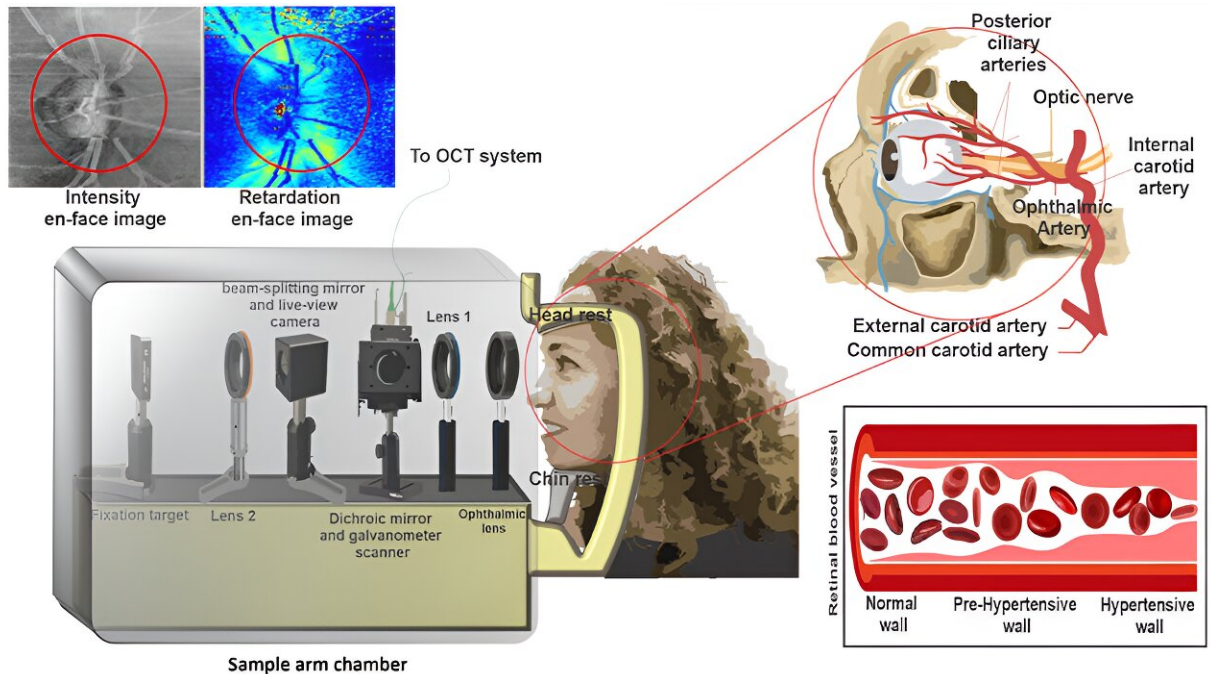 Intensity
en-face image
Retardation
en-face image
To OCT system
Posterior
ciliary
arteries
Optic nerve
Internal
carotid
artery
Ophthalmic
Artery
External carotid artery
Common carotid artery
beam-splitting mirror
and live-view
camera
Lens 1
Head rest
Chin rest
Fixation target
Lens 2
Dichroic mirror
and galvanometer
scanner
Ophthalmic
lens
Sample arm chamber
Retinal blood vessel
Normal
wall
Pre-Hypertensive
wall
Hypertensive
wall